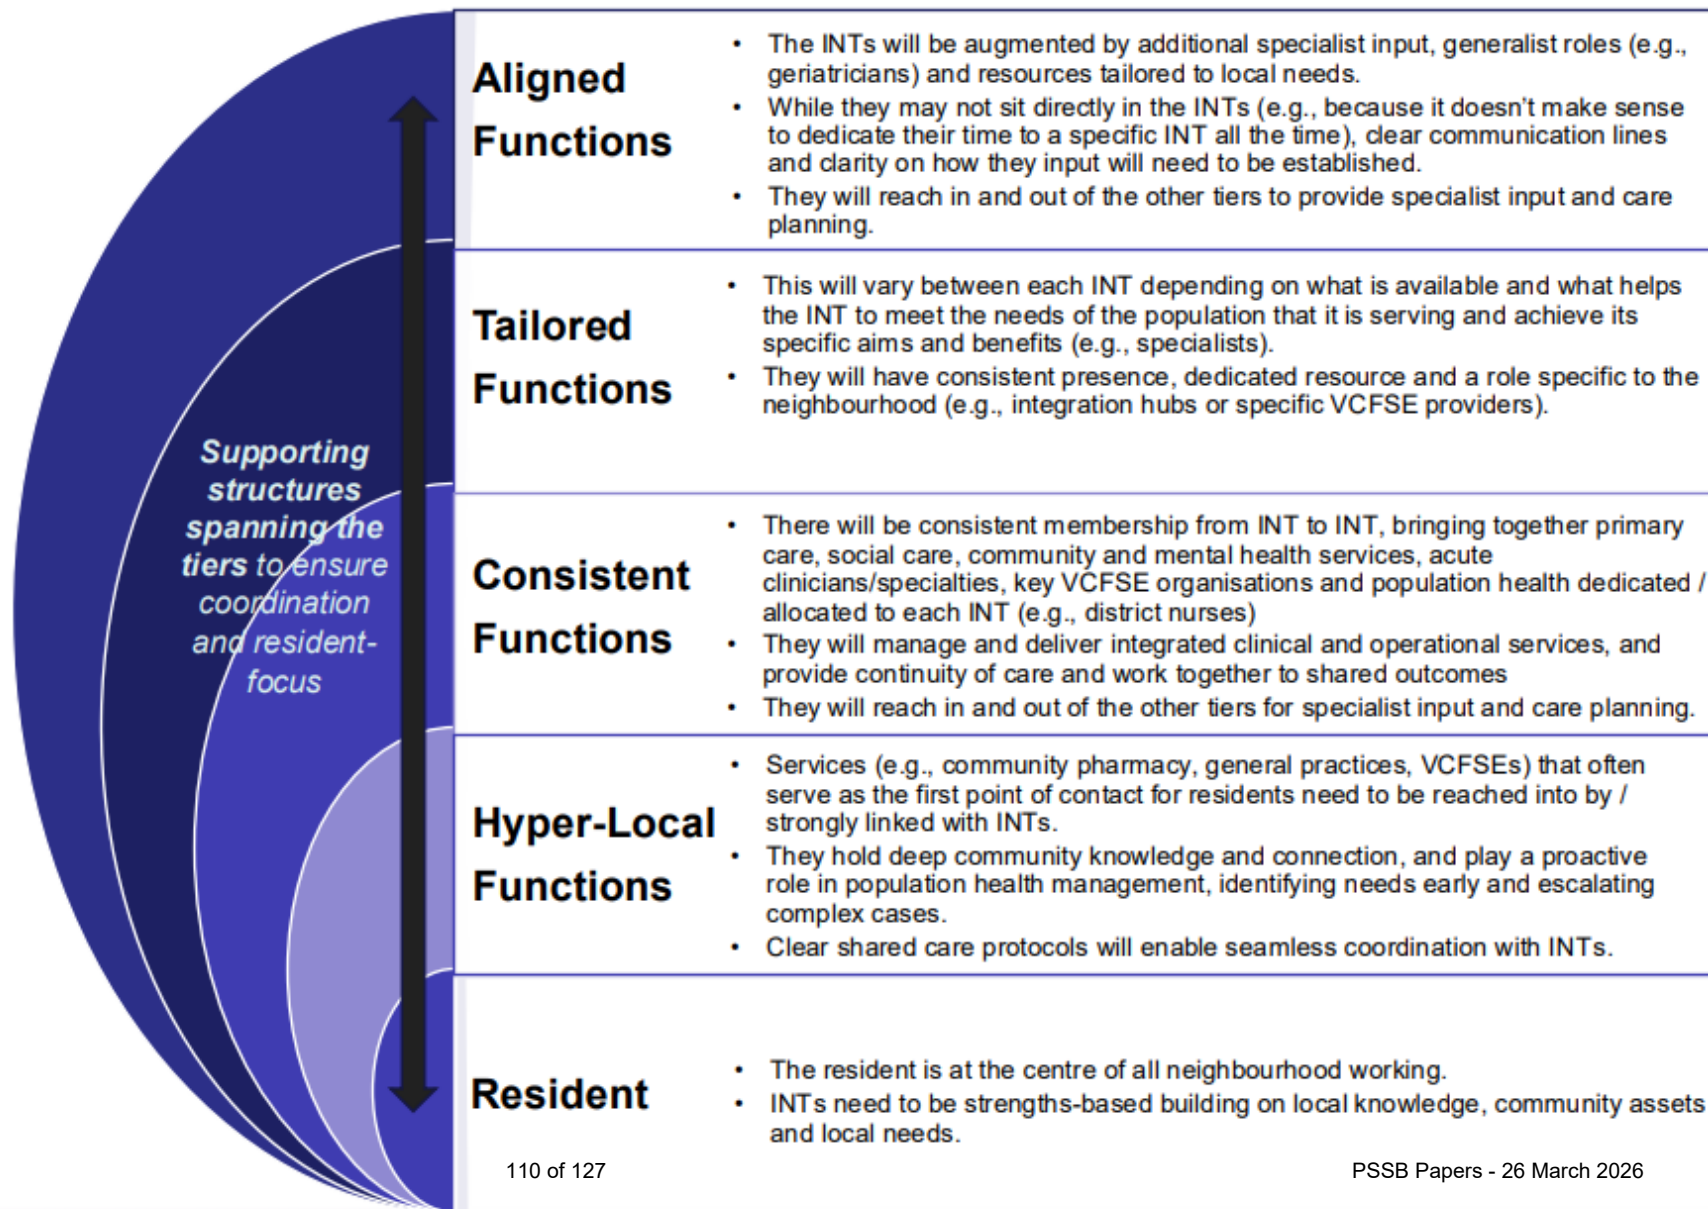 Supporting
structures
spanning the
tiers to ensure
coordination
and resident-
focus
Aligned
Functions
• The INTs will be augmented by additional specialist input, generalist roles (e.g.,
geriatricians) and resources tailored to local needs.
• While they may not sit directly in the INTs (e.g., because it doesn't make sense
to dedicate their time to a specific INT all the time), clear communication lines
and clarity on how they input will need to be established.
• They will reach in and out of the other tiers to provide specialist input and care
planning.
Tailored
Functions
• This will vary between each INT depending on what is available and what helps
the INT to meet the needs of the population that it is serving and achieve its
specific aims and benefits (e.g., specialists).
• They will have consistent presence, dedicated resource and a role specific to the
neighbourhood (e.g., integration hubs or specific VCFSE providers).
Consistent
Functions
• There will be consistent membership from INT to INT, bringing together primary
care, social care, community and mental health services, acute
clinicians/specialties, key VCFSE organisations and population health dedicated /
allocated to each INT (e.g., district nurses)
• They will manage and deliver integrated clinical and operational services, and
provide continuity of care and work together to shared outcomes
• They will reach in and out of the other tiers for specialist input and care planning.
Hyper-Local
Functions
• Services (e.g., community pharmacy, general practices, VCFSEs) that often
serve as the first point of contact for residents need to be reached into by /
strongly linked with INTs.
• They hold deep community knowledge and connection, and play a proactive
role in population health management, identifying needs early and escalating
complex cases.
• Clear shared care protocols will enable seamless coordination with INTs.
Resident
• The resident is at the centre of all neighbourhood working.
• INTs need to be strengths-based building on local knowledge, community assets
and local needs.
110 of 127
PSSB Papers - 26 March 2026